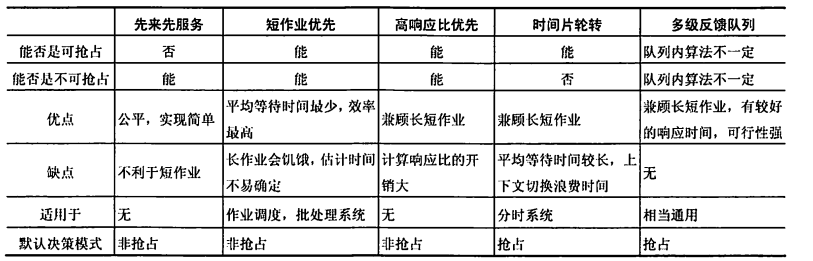 先来先服务 短作业优先 高响应比优先 时间片轮转 多级反馈队列
能否是可抢占 否 能 能 能 队列内算法不一定
能否是不可抢占 能 能 能 否 队列内算法不一定
优点 公平，实现简单 平均等待时间最少，效率最高 兼顾长短作业 兼顾长短作业 兼顾长短作业，有较好的响应时间，可行性强
缺点 不利于短作业 长作业会饥饿，估计时间不易确定 计算响应比的开销大 平均等待时间较长，上下文切换浪费时间 无
适用于 无 作业调度，批处理系统 无 分时系统 相当通用
默认决策模式 非抢占 非抢占 非抢占 抢占 抢占